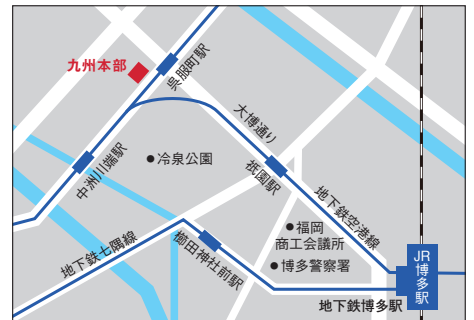 九州本部
呉服町駅
大博通り
冷泉公園
中洲川端駅
祇園駅
地下鉄空港線
福岡
商工会議所
地下鉄七隈線
櫛田神社前駅
博多警察署
JR
博多駅
地下鉄博多駅